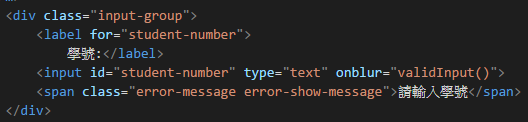 <div class="input-group">
<label for="student-number">
學號:</label>
<input id="student-number" type="text" onblur="validInput()">
<span class="error-message error-show-message">請輸入學號</span>
</div>